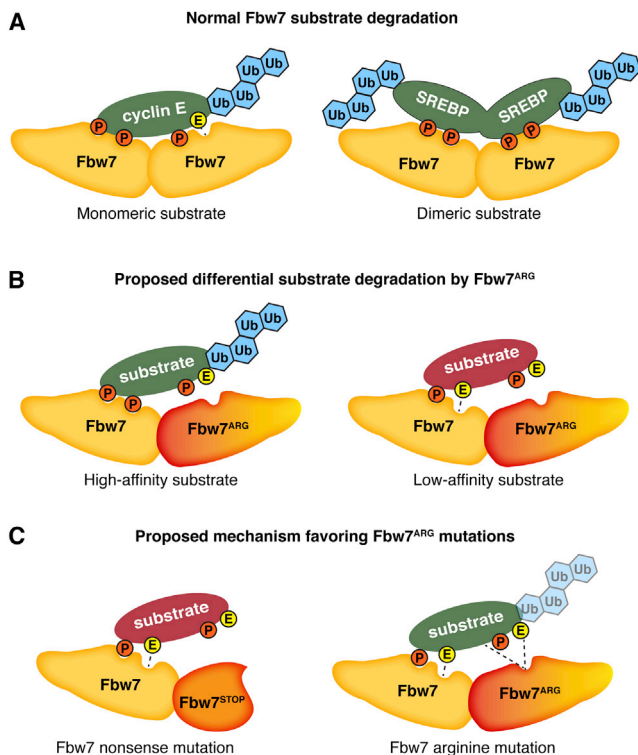 A
Normal Fbw7 substrate degradation
Ub Ub
Ub Ub
cyclin E
P P P E
Fbw7 Fbw7
Monomeric substrate
Ub Ub
Ub Ub
SREBP SREBP
Ub Ub
Ub Ub
P P P P
Fbw7 Fbw7
Dimeric substrate
B
Proposed differential substrate degradation by Fbw7ARG
Ub Ub
Ub Ub
substrate
P P P E
Fbw7 Fbw7ARG
High-affinity substrate
substrate
P E P E
Fbw7 Fbw7ARG
Low-affinity substrate
C
Proposed mechanism favoring Fbw7ARG mutations
substrate
P E P E
Fbw7 Fbw7STOP
Fbw7 nonsense mutation
Ub Ub
Ub Ub
substrate
P E P E
Fbw7 Fbw7ARG
Fbw7 arginine mutation